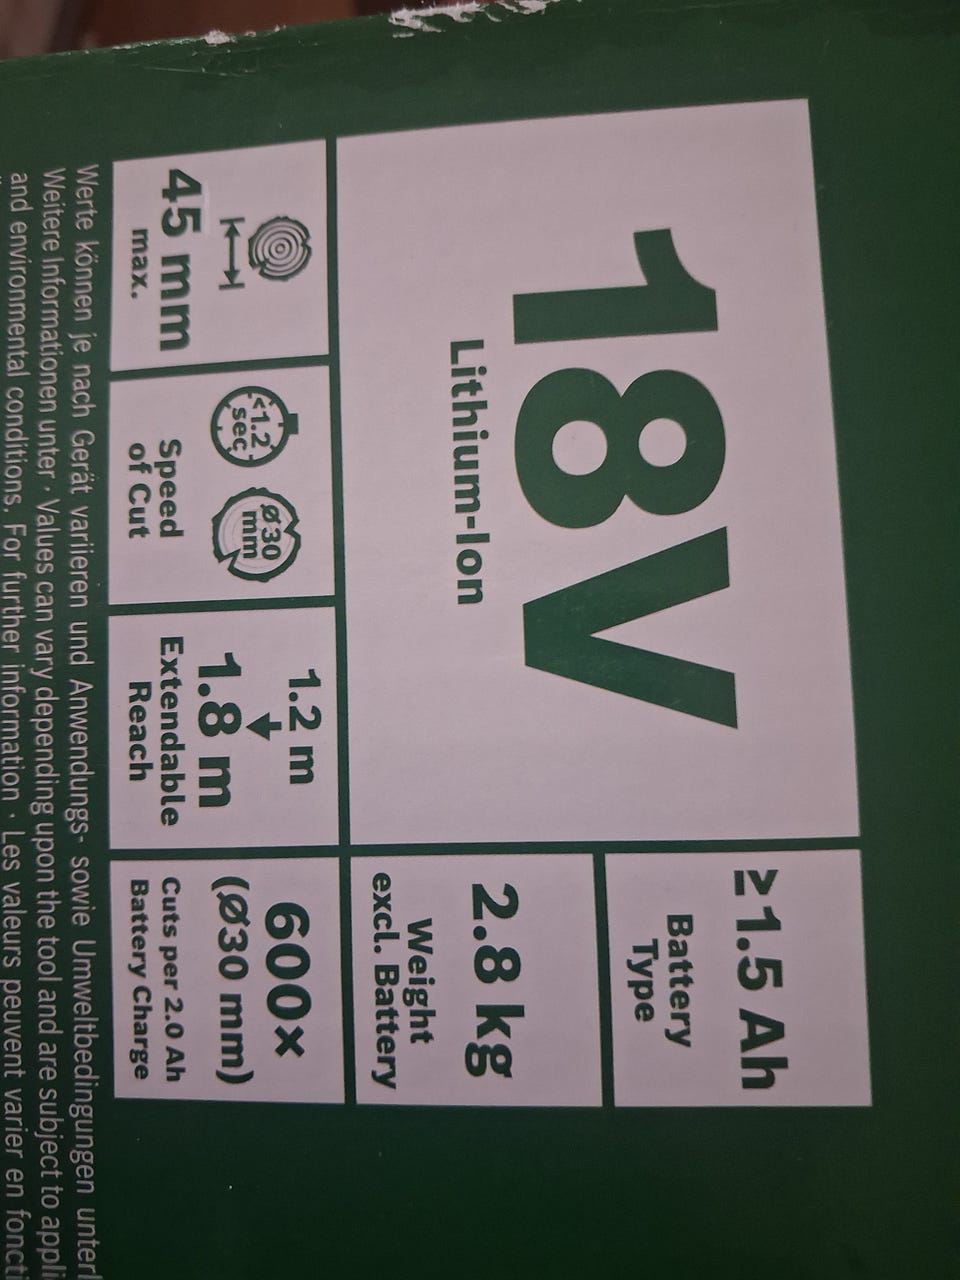 18V
Lithium-Ion
≥1.5 Ah
Battery
Type
2.8 kg
Weight
excl. Battery
45 mm
max.
<1.2
sec
Ø30
mm
Speed
of Cut
1.2 m
1.8 m
Extendable
Reach
600×
(Ø30 mm)
Cuts per 2.0 Ah
Battery Charge
Werte können je nach Gerät variieren und Anwendungs- sowie Umweltbedingungen
Weitere Informationen unter · Values can vary depending upon the tool and are subject to
and environmental conditions. For further information · Les valeurs peuvent varier en